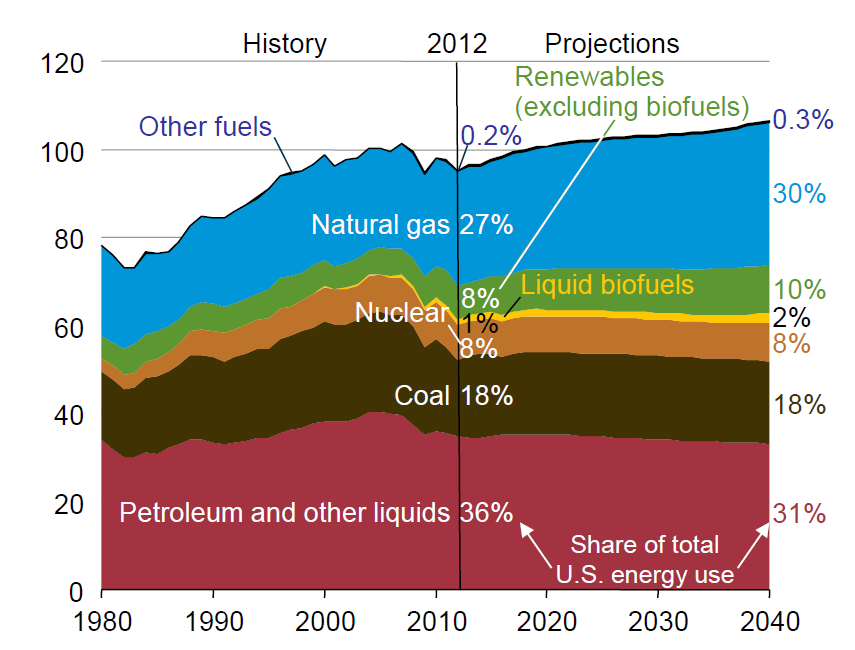 History 2012 Projections
120
Renewables
(excluding biofuels)
Other fuels 0.2% 0.3%
100
30%
Natural gas 27%
80
8% Liquid biofuels 10%
Nuclear 1% 2%
60
8% 8%
Coal 18% 18%
40
20
Petroleum and other liquids 36% 31%
Share of total
U.S. energy use
0
1980 1990 2000 2010 2020 2030 2040